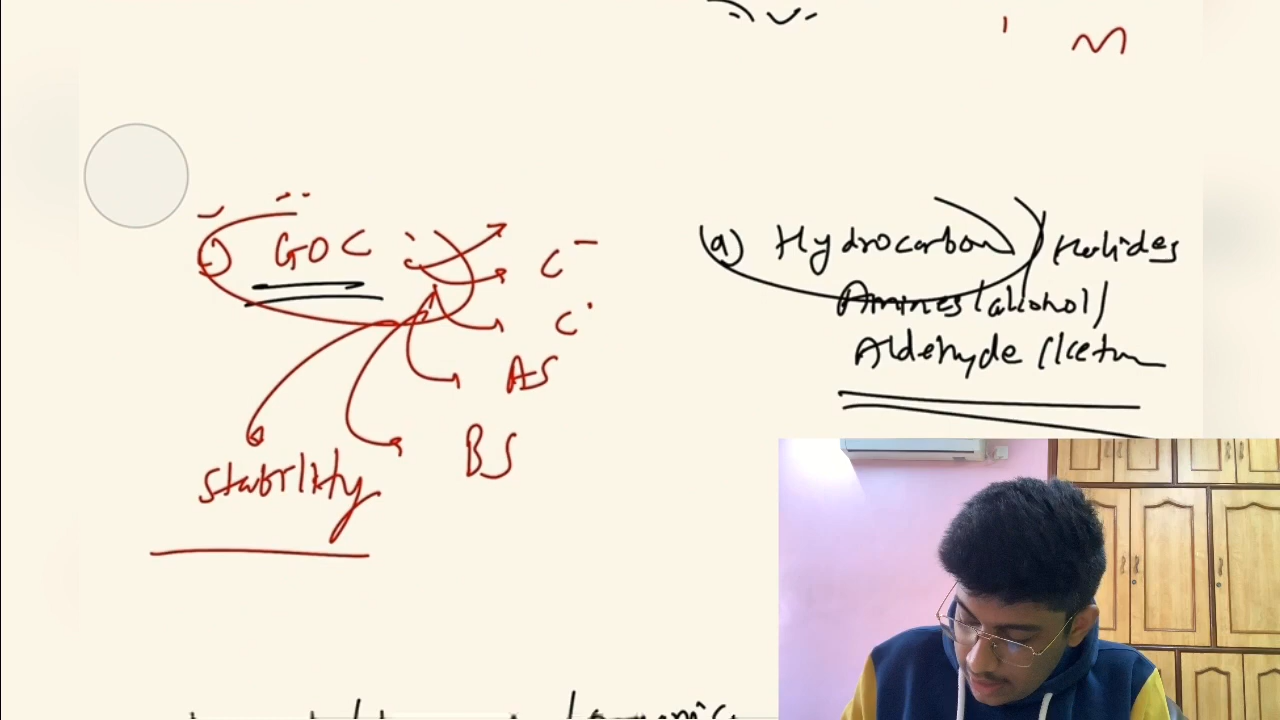 GOC :
C⁻
C·
AS
BS
Stability
(a) Hydrocarbon / Halides
Amines / alcohol /
Aldehyde / Ketone